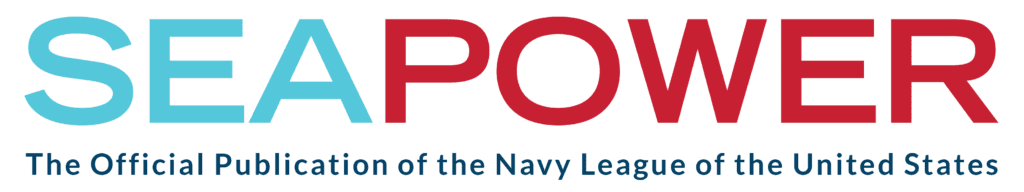 SEAPOWER
The Official Publication of the Navy League of the United States